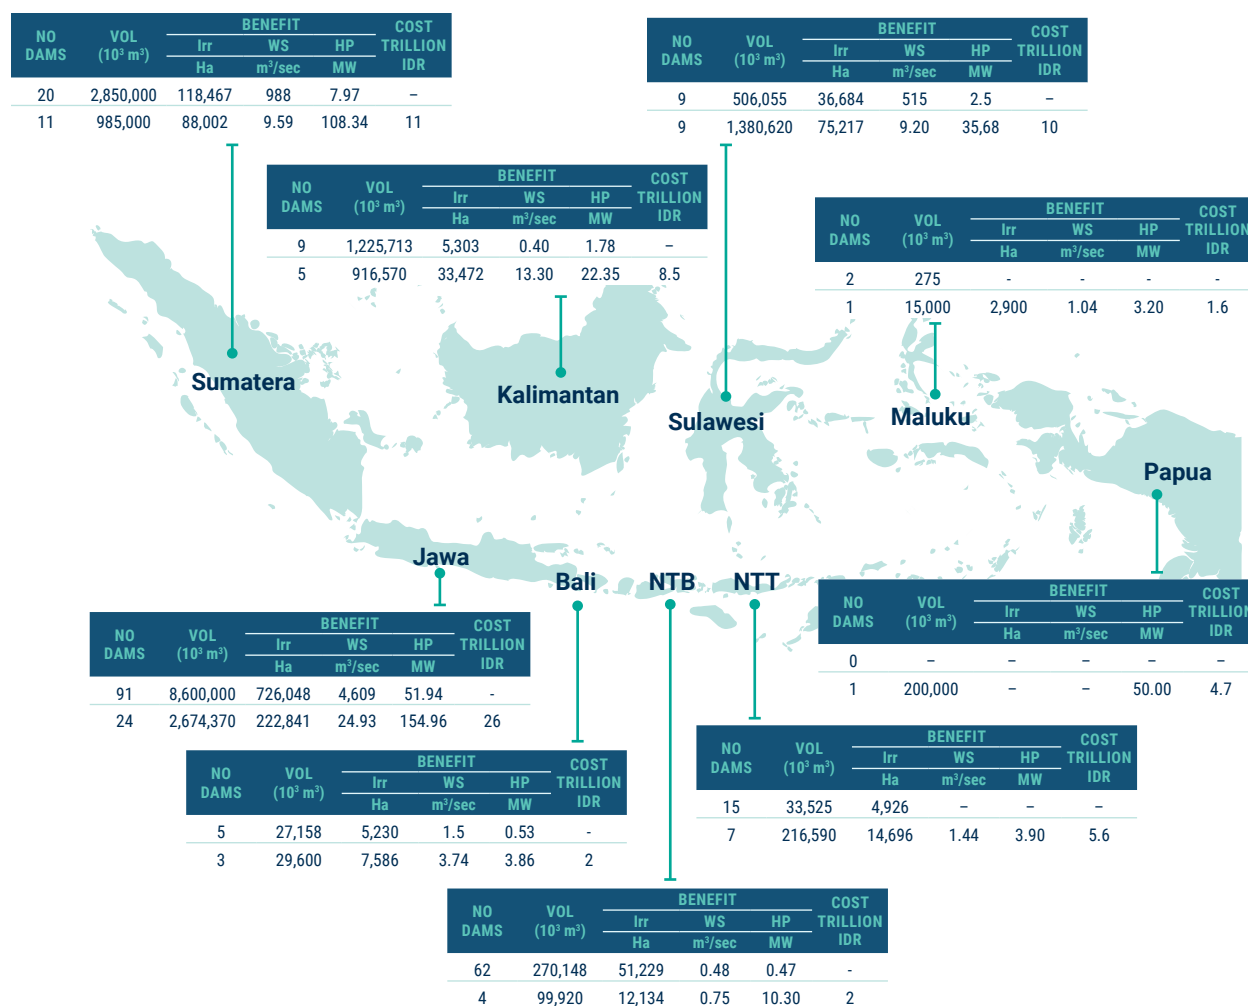 NO DAMS VOL (10³ m³) BENEFIT COST TRILLION IDR
Irr WS HP
Ha m³/sec MW
20 2,850,000 118,467 988 7.97 –
11 985,000 88,002 9.59 108.34 11
NO DAMS VOL (10³ m³) BENEFIT COST TRILLION IDR
Irr WS HP
Ha m³/sec MW
9 506,055 36,684 515 2.5 –
9 1,380,620 75,217 9.20 35,68 10
NO DAMS VOL (10³ m³) BENEFIT COST TRILLION IDR
Irr WS HP
Ha m³/sec MW
9 1,225,713 5,303 0.40 1.78 –
5 916,570 33,472 13.30 22.35 8.5
NO DAMS VOL (10³ m³) BENEFIT COST TRILLION IDR
Irr WS HP
Ha m³/sec MW
2 275 - - - -
1 15,000 2,900 1.04 3.20 1.6
Sumatera
Kalimantan
Sulawesi
Maluku
Papua
Jawa
Bali
NTB
NTT
NO DAMS VOL (10³ m³) BENEFIT COST TRILLION IDR
Irr WS HP
Ha m³/sec MW
0 – – – – –
1 200,000 – – 50.00 4.7
NO DAMS VOL (10³ m³) BENEFIT COST TRILLION IDR
Irr WS HP
Ha m³/sec MW
91 8,600,000 726,048 4,609 51.94 -
24 2,674,370 222,841 24.93 154.96 26
NO DAMS VOL (10³ m³) BENEFIT COST TRILLION IDR
Irr WS HP
Ha m³/sec MW
15 33,525 4,926 – – –
7 216,590 14,696 1.44 3.90 5.6
NO DAMS VOL (10³ m³) BENEFIT COST TRILLION IDR
Irr WS HP
Ha m³/sec MW
5 27,158 5,230 1.5 0.53 -
3 29,600 7,586 3.74 3.86 2
NO DAMS VOL (10³ m³) BENEFIT COST TRILLION IDR
Irr WS HP
Ha m³/sec MW
62 270,148 51,229 0.48 0.47 -
4 99,920 12,134 0.75 10.30 2